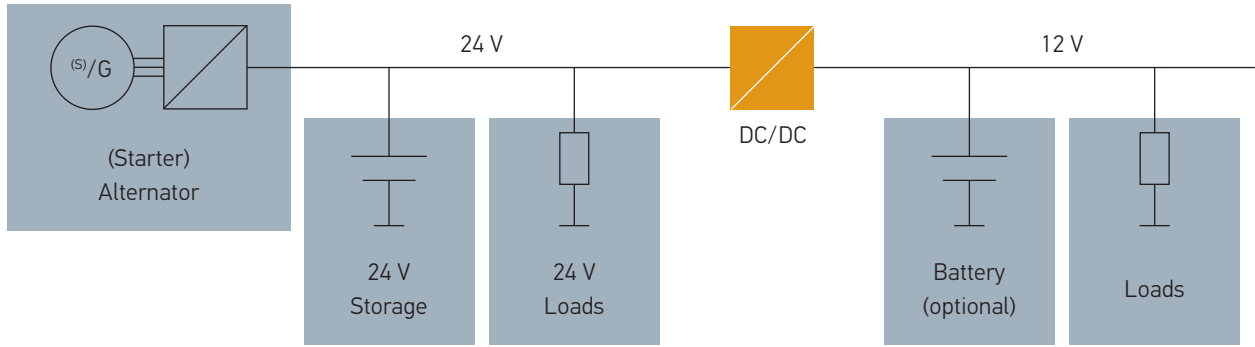 24 V
12 V
(S)/G
DC/DC
(Starter)
Alternator
24 V
Storage
24 V
Loads
Battery
(optional)
Loads